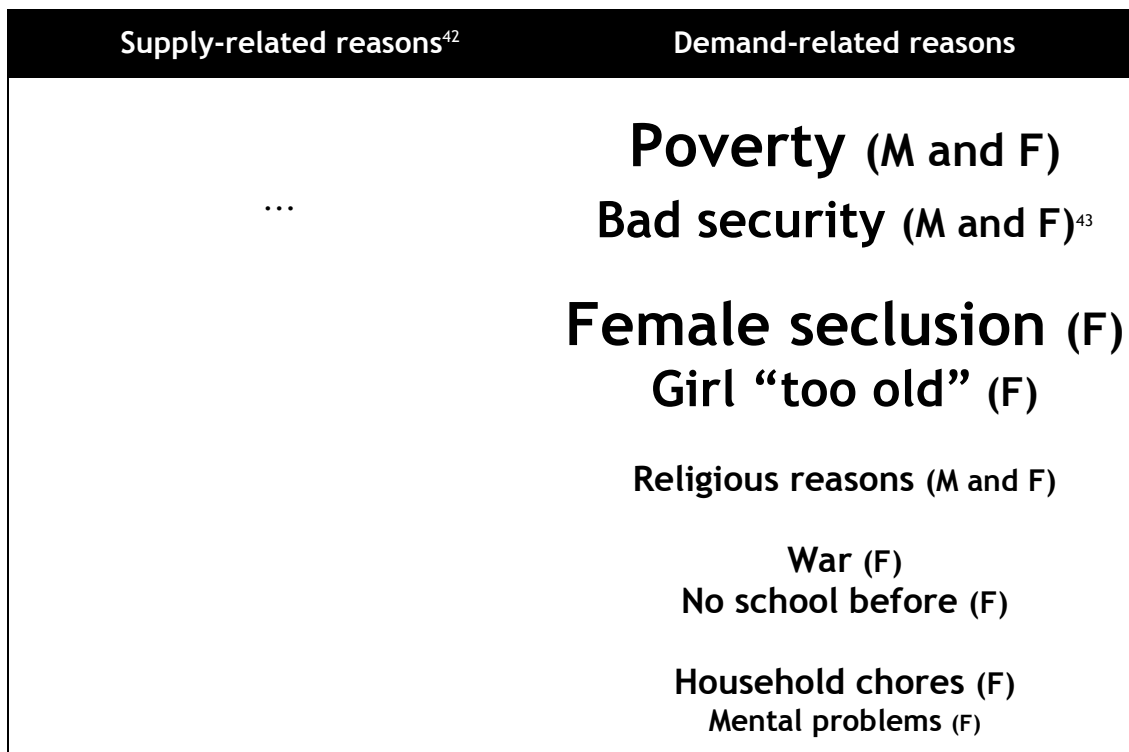 Supply-related reasons⁴²
Demand-related reasons
...
Poverty (M and F)
Bad security (M and F)⁴³
Female seclusion (F)
Girl “too old” (F)
Religious reasons (M and F)
War (F)
No school before (F)
Household chores (F)
Mental problems (F)